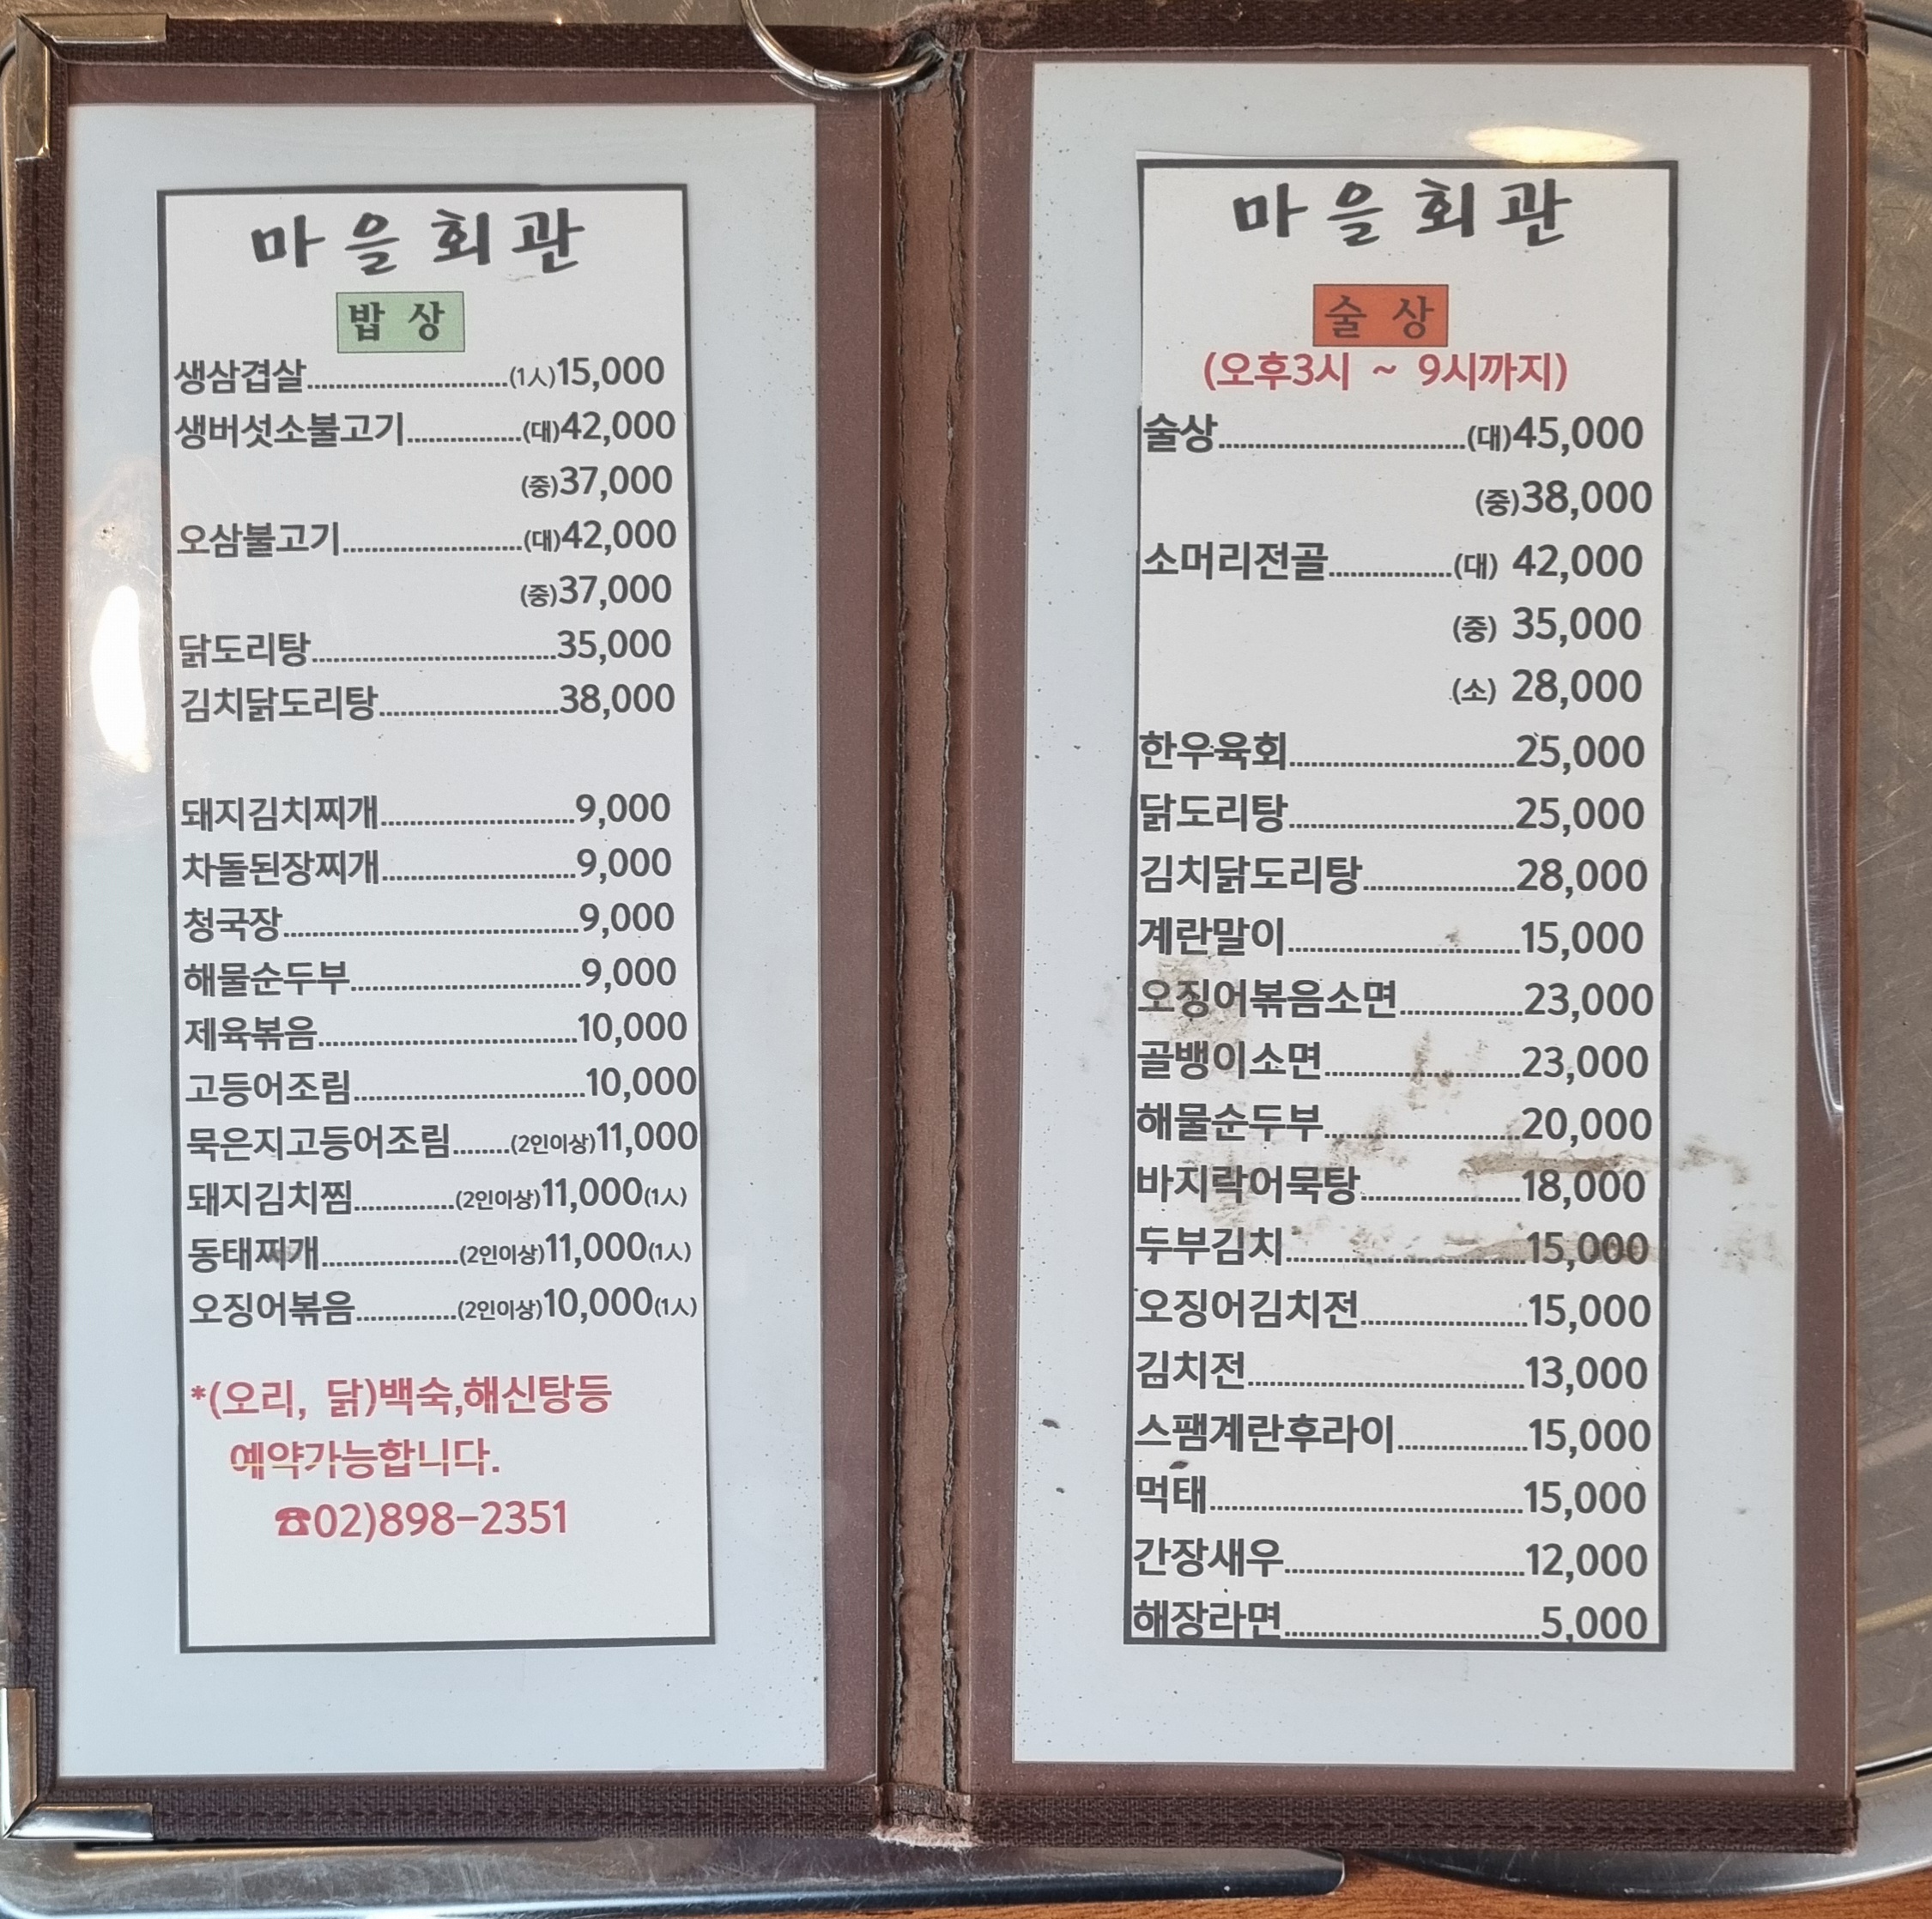 마을회관
밥 상
생삼겹살..............................(1人)15,000
생버섯소불고기.................(대)42,000
(중)37,000
오삼불고기...........................(대)42,000
(중)37,000
닭도리탕.....................................35,000
김치닭도리탕...........................38,000
돼지김치찌개.............................9,000
차돌된장찌개.............................9,000
청국장............................................9,000
해물순두부...................................9,000
제육볶음.......................................10,000
고등어조림...................................10,000
묵은지고등어조림........(2인이상)11,000
돼지김치찜..............(2인이상)11,000(1人)
동태찌개...................(2인이상)11,000(1人)
오징어볶음..............(2인이상)10,000(1人)
*(오리, 닭)백숙,해신탕등
예약가능합니다.
☎02)898-2351
마을회관
술 상
(오후3시 ~ 9시까지)
술상..................................(대)45,000
(중)38,000
소머리전골.................(대) 42,000
(중) 35,000
(소) 28,000
한우육회...............................25,000
닭도리탕...............................25,000
김치닭도리탕.....................28,000
계란말이................................15,000
오징어볶음소면.................23,000
골뱅이소면...........................23,000
해물순두부...........................20,000
바지락어묵탕......................18,000
두부김치.................................15,000
오징어김치전.......................15,000
김치전......................................13,000
스팸계란후라이..................15,000
먹태...........................................15,000
간장새우.................................12,000
해장라면...................................5,000